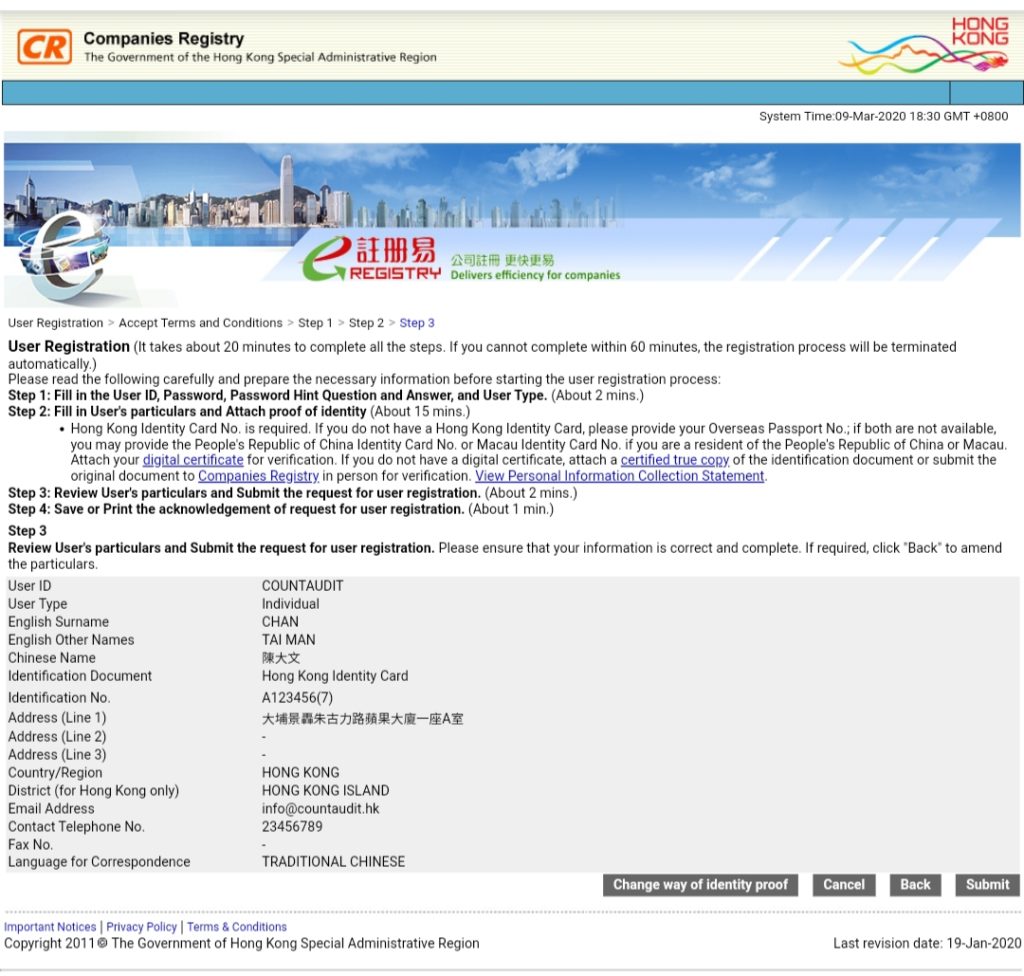 CR
Companies Registry
The Government of the Hong Kong Special Administrative Region
HONG
KONG
System Time:09-Mar-2020 18:30 GMT +0800
e
註冊易
REGISTRY
公司註冊 更快更易
Delivers efficiency for companies
User Registration > Accept Terms and Conditions > Step 1 > Step 2 > Step 3
User Registration (It takes about 20 minutes to complete all the steps. If you cannot complete within 60 minutes, the registration process will be terminated
automatically.)
Please read the following carefully and prepare the necessary information before starting the user registration process:
Step 1: Fill in the User ID, Password, Password Hint Question and Answer, and User Type. (About 2 mins.)
Step 2: Fill in User's particulars and Attach proof of identity (About 15 mins.)
• Hong Kong Identity Card No. is required. If you do not have a Hong Kong Identity Card, please provide your Overseas Passport No.; if both are not available,
you may provide the People's Republic of China Identity Card No. or Macau Identity Card No. if you are a resident of the People's Republic of China or Macau.
Attach your digital certificate for verification. If you do not have a digital certificate, attach a certified true copy of the identification document or submit the
original document to Companies Registry in person for verification. View Personal Information Collection Statement.
Step 3: Review User's particulars and Submit the request for user registration. (About 2 mins.)
Step 4: Save or Print the acknowledgement of request for user registration. (About 1 min.)
Step 3
Review User's particulars and Submit the request for user registration. Please ensure that your information is correct and complete. If required, click "Back" to amend
the particulars.
User ID COUNTAUDIT
User Type Individual
English Surname CHAN
English Other Names TAI MAN
Chinese Name 陳大文
Identification Document Hong Kong Identity Card
Identification No. A123456(7)
Address (Line 1) 大埔景轟朱古力路蘋果大廈一座A室
Address (Line 2) -
Address (Line 3) -
Country/Region HONG KONG
District (for Hong Kong only) HONG KONG ISLAND
Email Address info@countaudit.hk
Contact Telephone No. 23456789
Fax No. -
Language for Correspondence TRADITIONAL CHINESE
Change way of identity proof Cancel Back Submit
Important Notices | Privacy Policy | Terms & Conditions
Copyright 2011© The Government of Hong Kong Special Administrative Region Last revision date: 19-Jan-2020